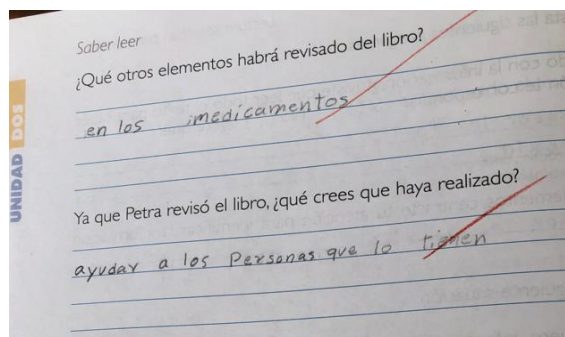 Saber leer
¿Qué otros elementos habrá revisado del libro?
en los medicamentos
UNIDAD DOS
Ya que Petra revisó el libro, ¿qué crees que haya realizado?
ayudar a los Personas que lo tienen